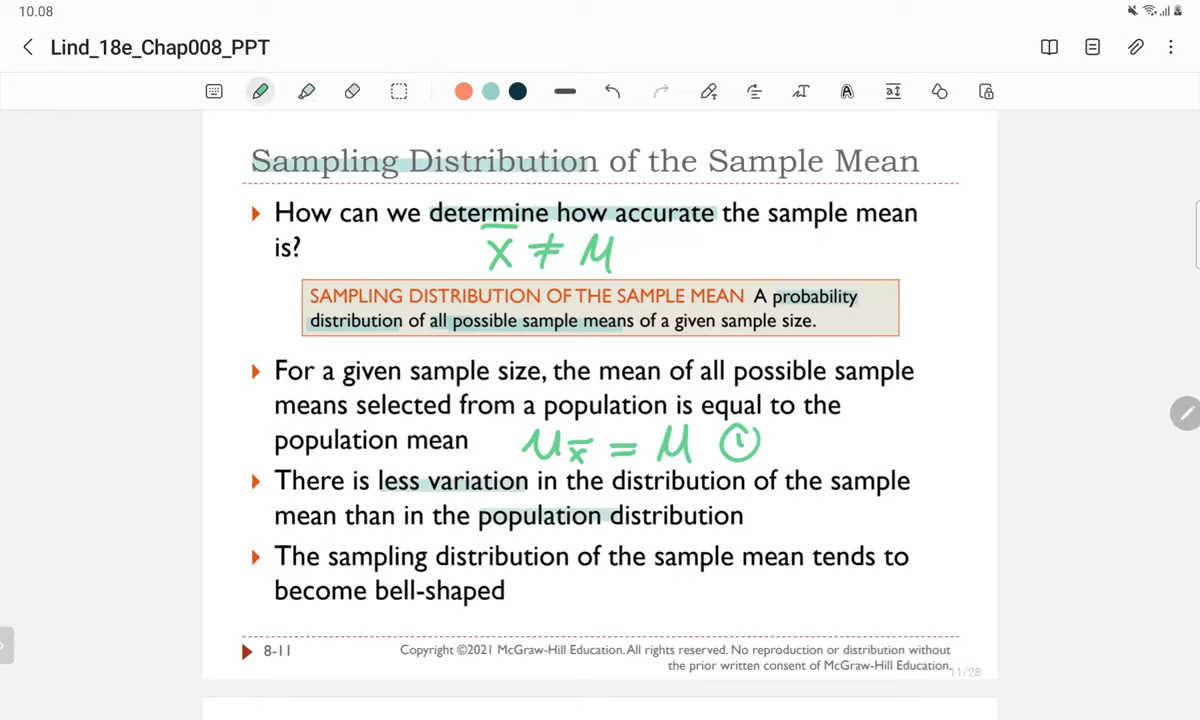 10.08
Lind_18e_Chap008_PPT
Sampling Distribution of the Sample Mean
How can we determine how accurate the sample mean
is?
x̄ ≠ μ
SAMPLING DISTRIBUTION OF THE SAMPLE MEAN A probability
distribution of all possible sample means of a given sample size.
For a given sample size, the mean of all possible sample
means selected from a population is equal to the
population mean
μx̄ = μ ①
There is less variation in the distribution of the sample
mean than in the population distribution
The sampling distribution of the sample mean tends to
become bell-shaped
8-11
Copyright ©2021 McGraw-Hill Education. All rights reserved. No reproduction or distribution without
the prior written consent of McGraw-Hill Education.
11/28